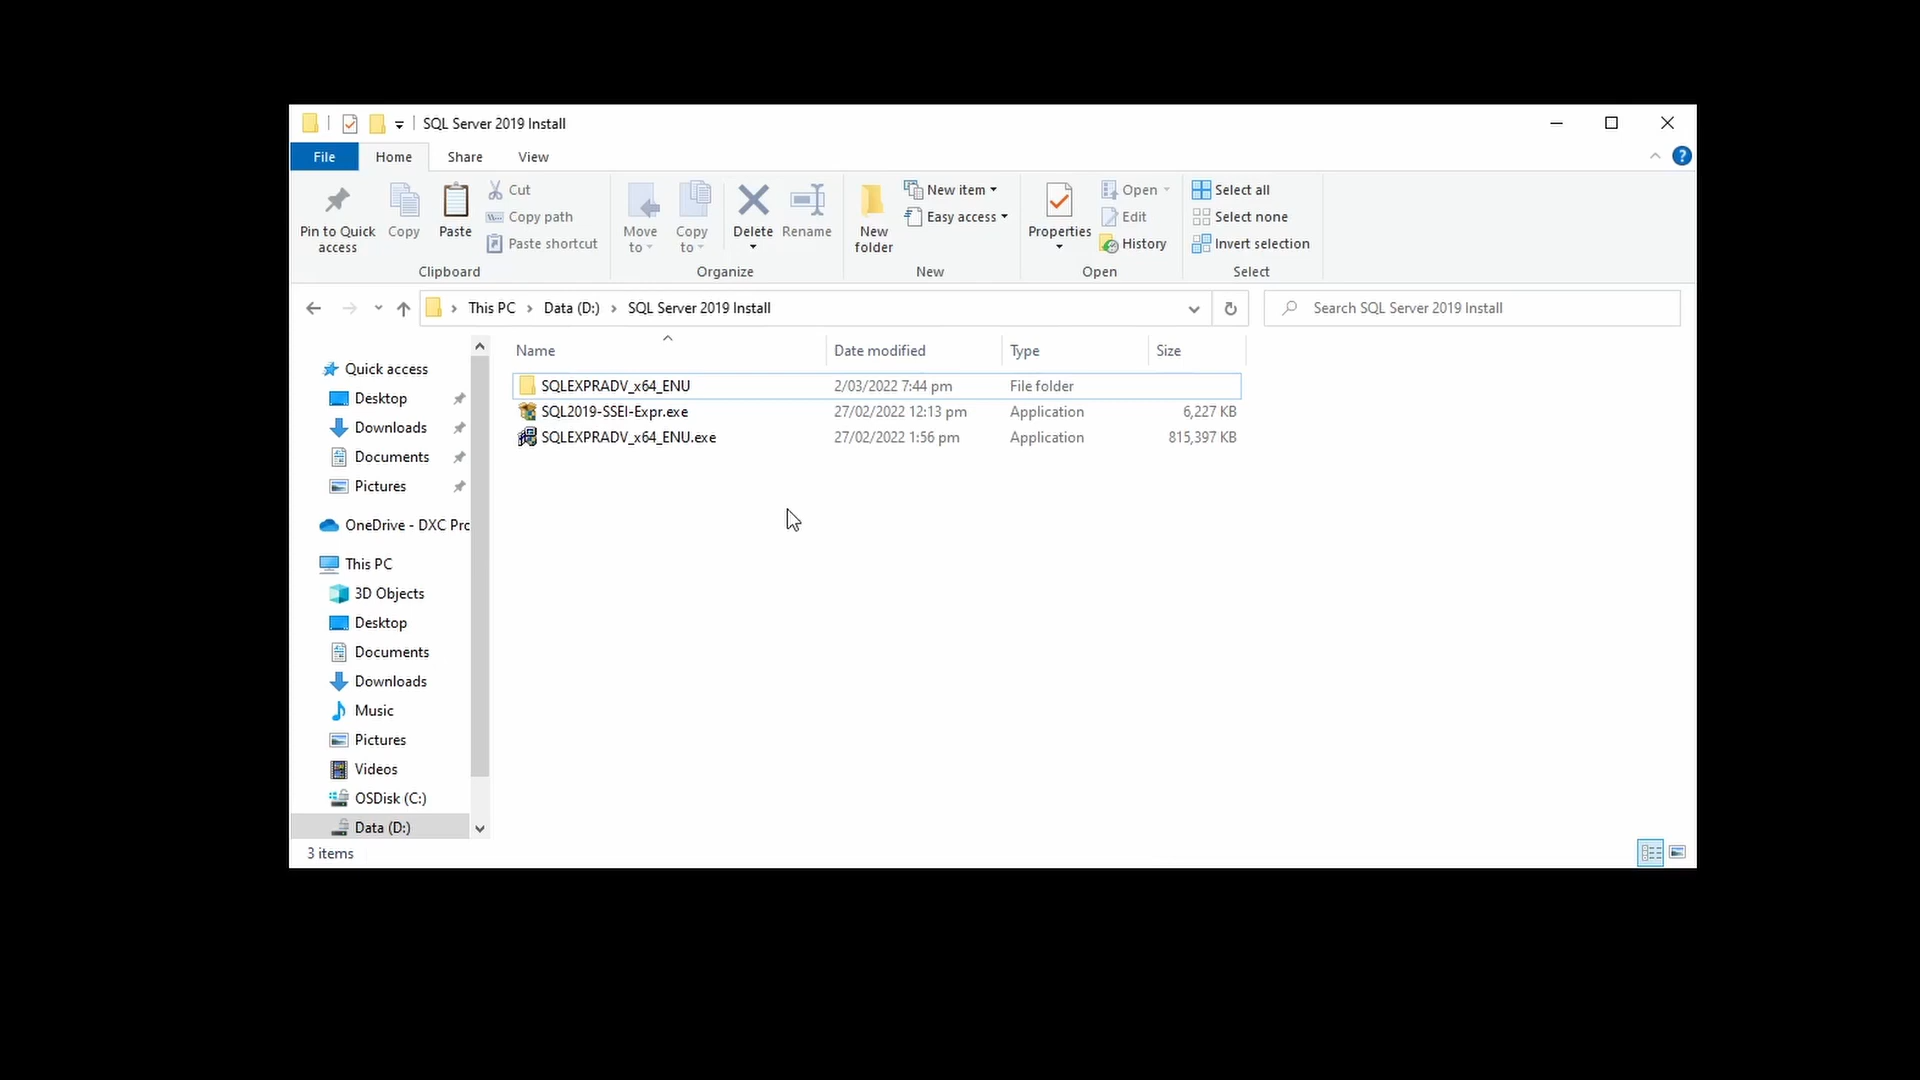 SQL Server 2019 Install
File Home Share View
Pin to Quick access
Copy
Paste
Cut
Copy path
Paste shortcut
Clipboard
Move to
Copy to
Delete
Rename
Organize
New folder
New item
Easy access
New
Properties
Open
Edit
History
Open
Select all
Select none
Invert selection
Select
This PC Data (D:) SQL Server 2019 Install
Search SQL Server 2019 Install
Quick access
Desktop
Downloads
Documents
Pictures
OneDrive - DXC Pro
This PC
3D Objects
Desktop
Documents
Downloads
Music
Pictures
Videos
OSDisk (C:)
Data (D:)
Name Date modified Type Size
SQLEXPRADV_x64_ENU 2/03/2022 7:44 pm File folder
SQL2019-SSEI-Expr.exe 27/02/2022 12:13 pm Application 6,227 KB
SQLEXPRADV_x64_ENU.exe 27/02/2022 1:56 pm Application 815,397 KB
3 items